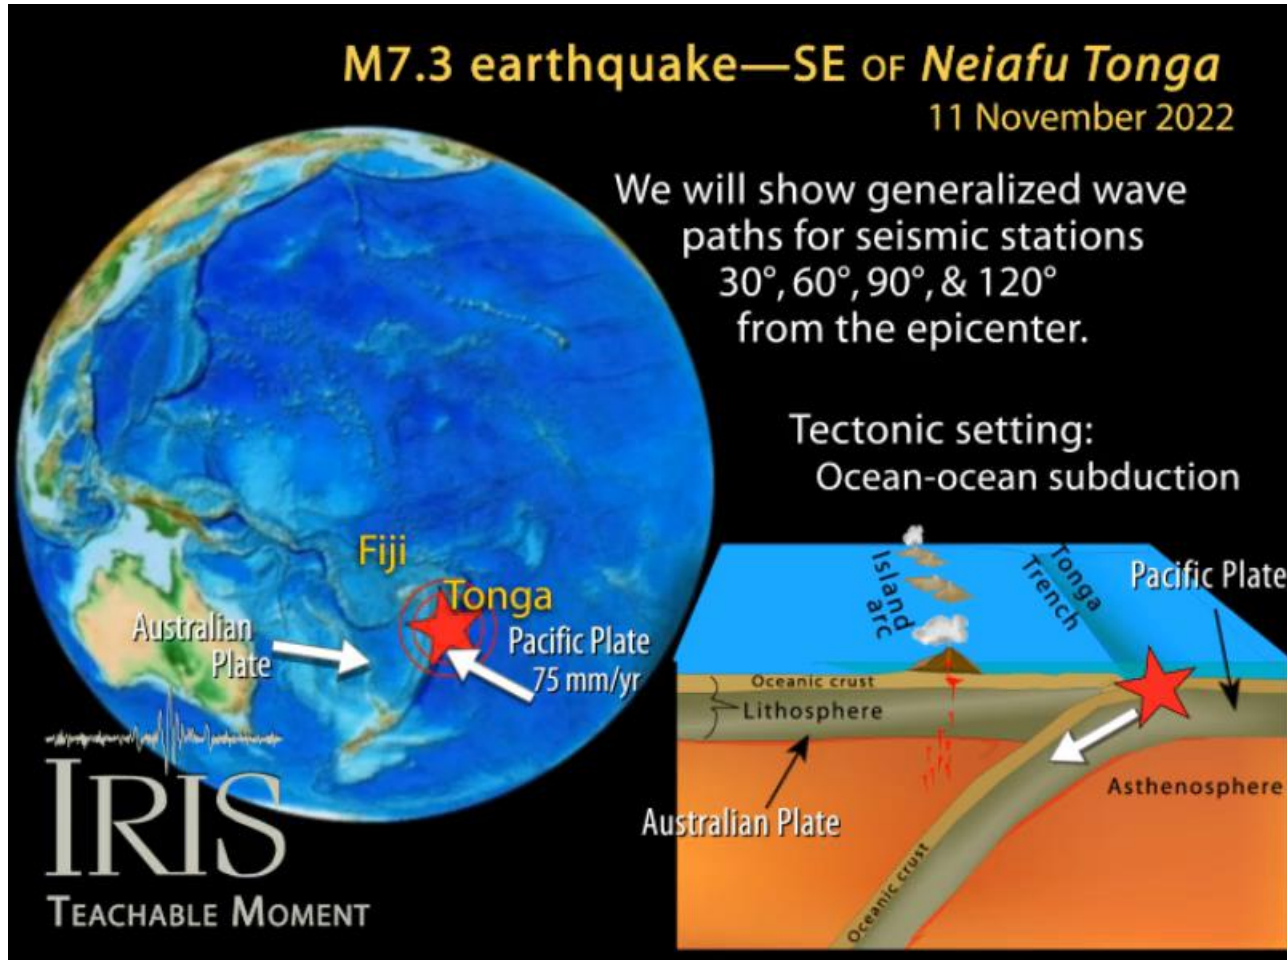 M7.3 earthquake—SE OF Neiafu Tonga
11 November 2022
We will show generalized wave
paths for seismic stations
30°, 60°, 90°, & 120°
from the epicenter.
Tectonic setting:
Ocean-ocean subduction
Fiji
Tonga
Australian
Plate
Pacific Plate
75 mm/yr
Island
arc
Tonga
Trench
Pacific Plate
Oceanic crust
Lithosphere
Asthenosphere
Australian Plate
Oceanic crust
IRIS
TEACHABLE MOMENT